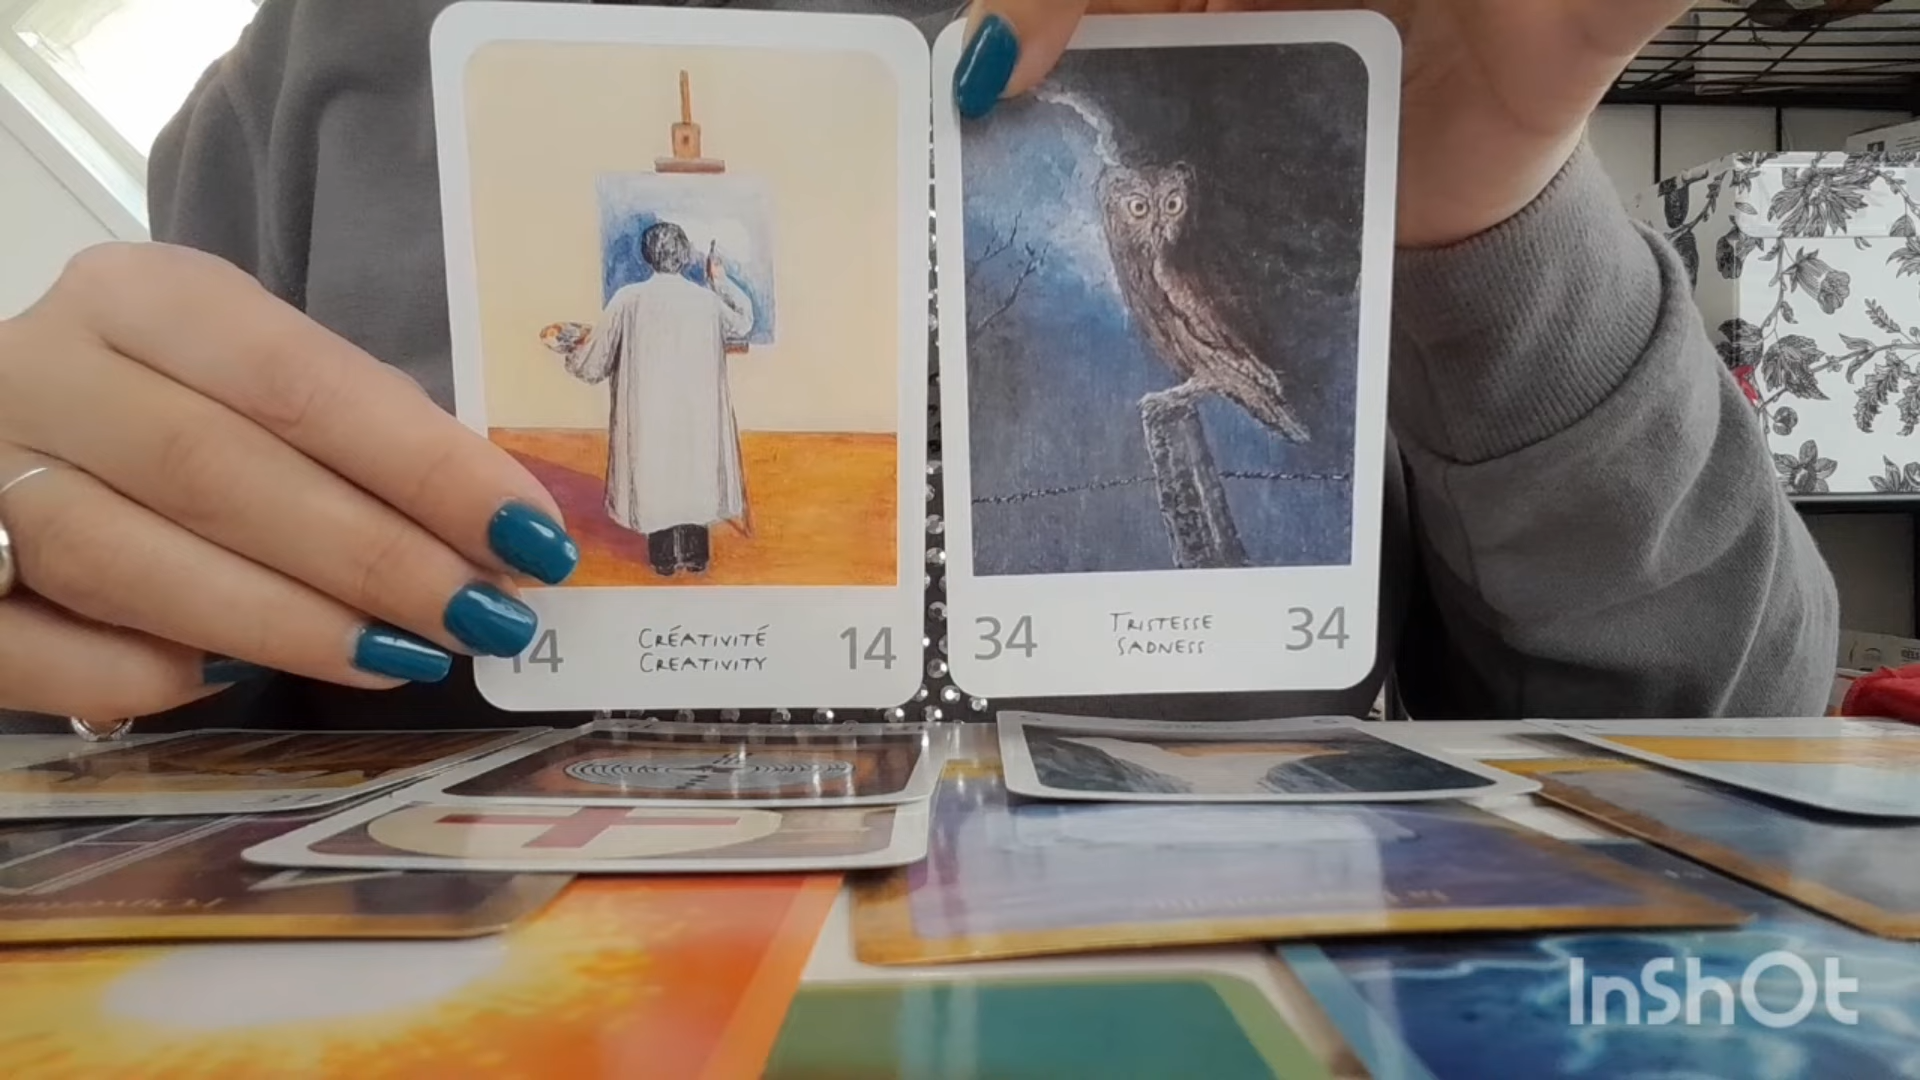 14 CRÉATIVITÉ 14
CREATIVITY
34 TRISTESSE 34
SADNESS
InShOt